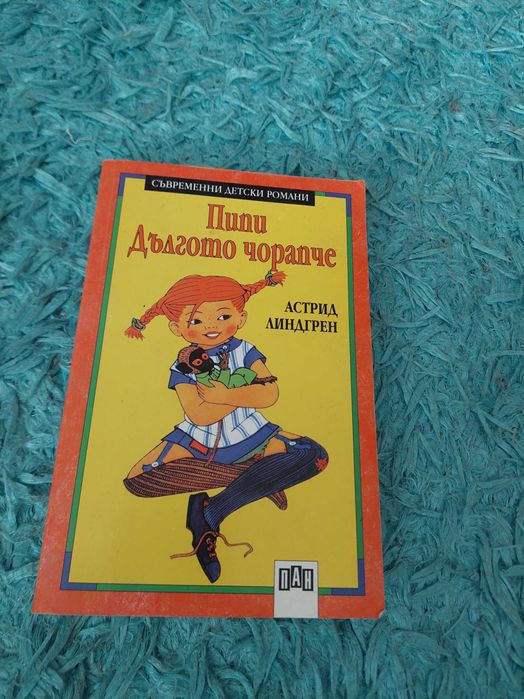 СЪВРЕМЕННИ ДЕТСКИ РОМАНИ
Пипи
Дългото чорапче
АСТРИД
ЛИНДГРЕН
ПАН